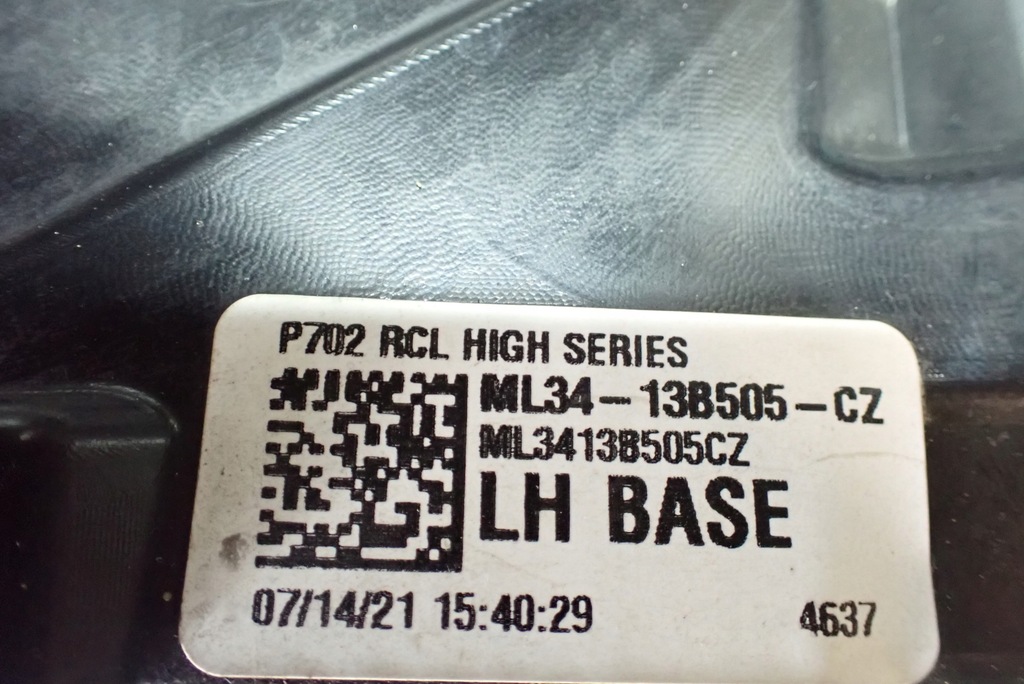 P702 RCL HIGH SERIES
ML34-13B505-CZ
ML3413B505CZ
LH BASE
07/14/21 15:40:29 4637